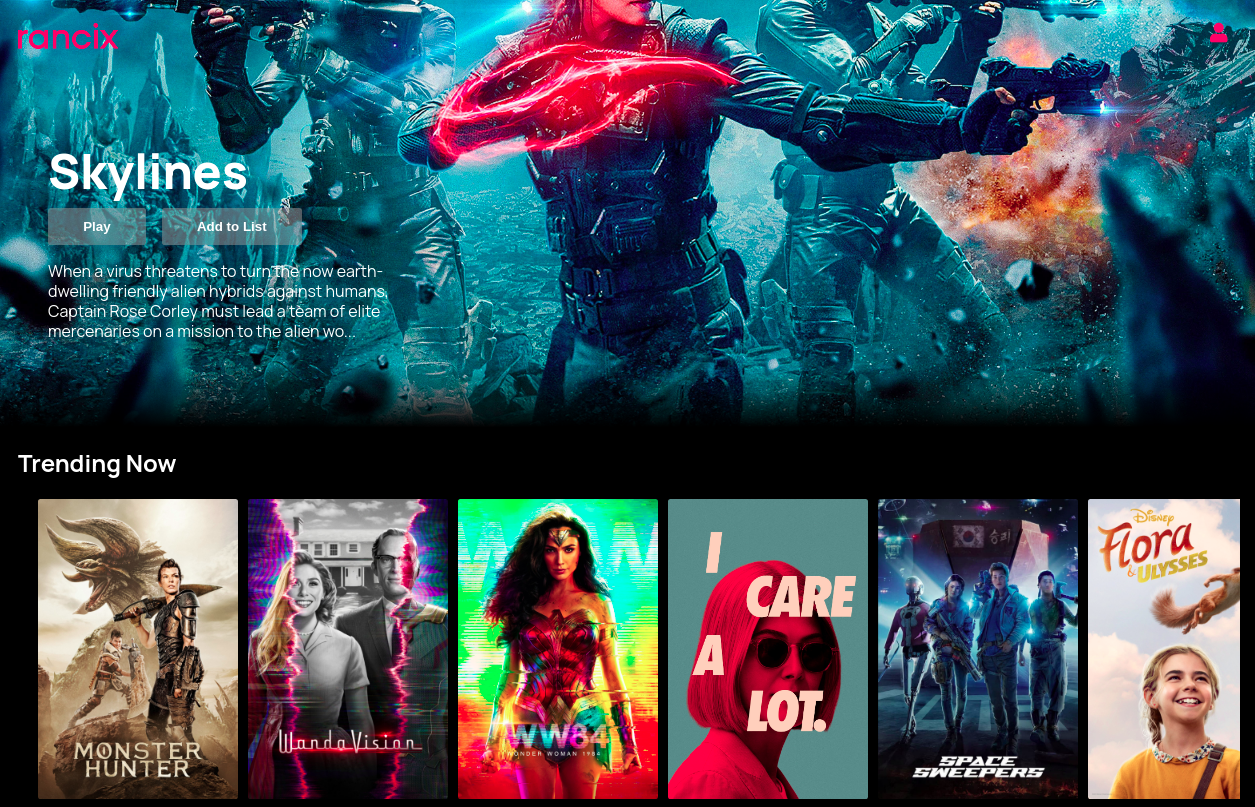 rancix
Skylines
Play
Add to List
When a virus threatens to turn the now earth-
dwelling friendly alien hybrids against humans,
Captain Rose Corley must lead a team of elite
mercenaries on a mission to the alien wo...
Trending Now
MONSTER
HUNTER
WandaVision
WW84
WONDER WOMAN 1984
I
CARE
A
LOT.
승리
SPACE
SWEEPERS
DISNEY
Flora
& ULYSSES